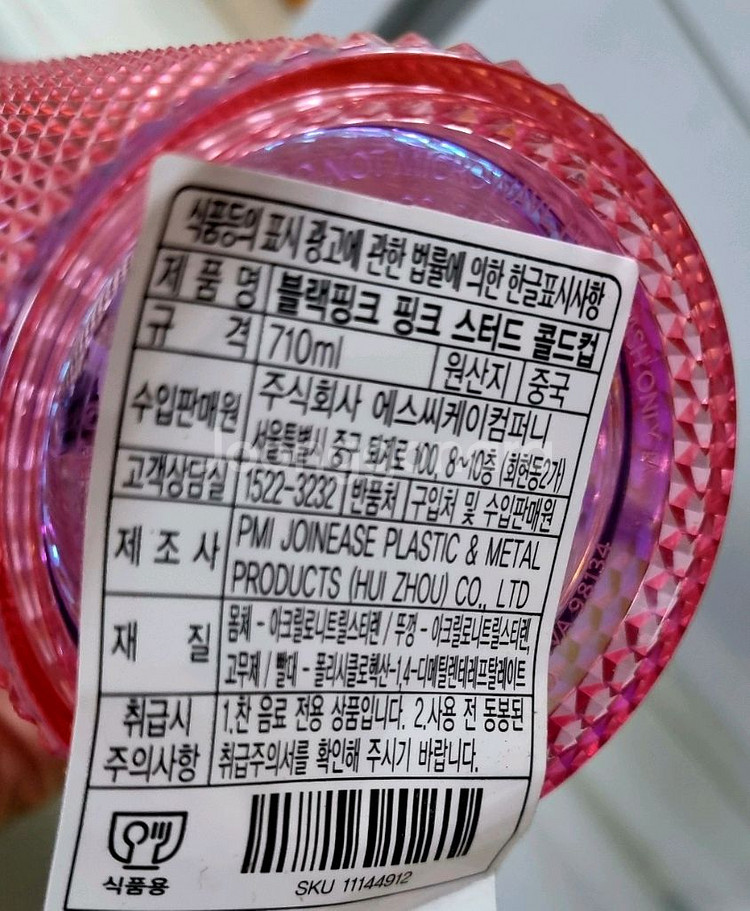 식품등의 표시 광고에 관한 법률에 의한 한글표시사항
제 품 명 블랙핑크 핑크 스터드 콜드컵
규 격 710ml 원산지 중국
수입판매원 주식회사 에스씨케이컴퍼니
서울특별시 중구 퇴계로 100, 8~10층 (회현동2가)
고객상담실 1522-3232 반품처 구입처 및 수입판매원
제 조 사 PMI JOINEASE PLASTIC & METAL
PRODUCTS (HUI ZHOU) CO., LTD
재 질 몸체 - 아크릴로니트릴스티렌 / 뚜껑 - 아크릴로니트릴스티렌,
고무제 / 빨대 - 폴리시클로헥산-1,4-디메틸렌테레프탈레이트
취급시 주의사항 1.찬 음료 전용 상품입니다. 2.사용 전 동봉된
취급주의서를 확인해 주시기 바랍니다.
식품용
SKU 11144912
DO NOT MICROWAVE
WA 98134